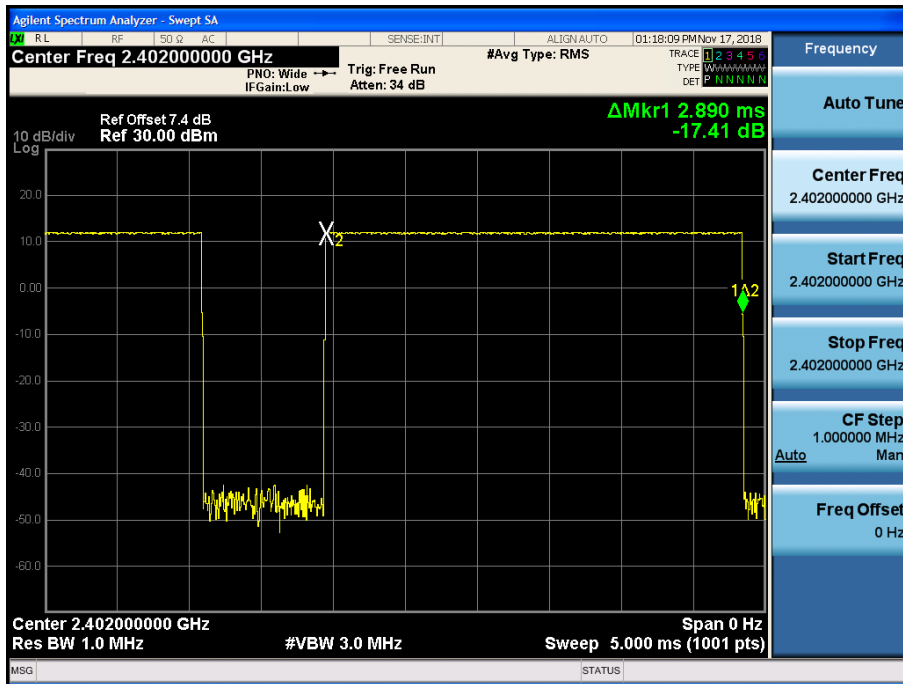 Agilent Spectrum Analyzer - Swept SA
LXI RL RF 50 Ω AC SENSE:INT ALIGN AUTO 01:18:09 PM Nov 17, 2018
Center Freq 2.402000000 GHz
PNO: Wide
IFGain:Low
Trig: Free Run
Atten: 34 dB
#Avg Type: RMS
TRACE 1 2 3 4 5 6
TYPE WWWWWW
DET P N N N N N
Ref Offset 7.4 dB
10 dB/div Ref 30.00 dBm
Log
ΔMkr1 2.890 ms
-17.41 dB
20.0
10.0
0.00
-10.0
-20.0
-30.0
-40.0
-50.0
-60.0
2
1Δ2
Center 2.402000000 GHz Span 0 Hz
Res BW 1.0 MHz #VBW 3.0 MHz Sweep 5.000 ms (1001 pts)
MSG STATUS
Frequency
Auto Tune
Center Freq
2.402000000 GHz
Start Freq
2.402000000 GHz
Stop Freq
2.402000000 GHz
CF Step
1.000000 MHz
Auto Man
Freq Offset
0 Hz